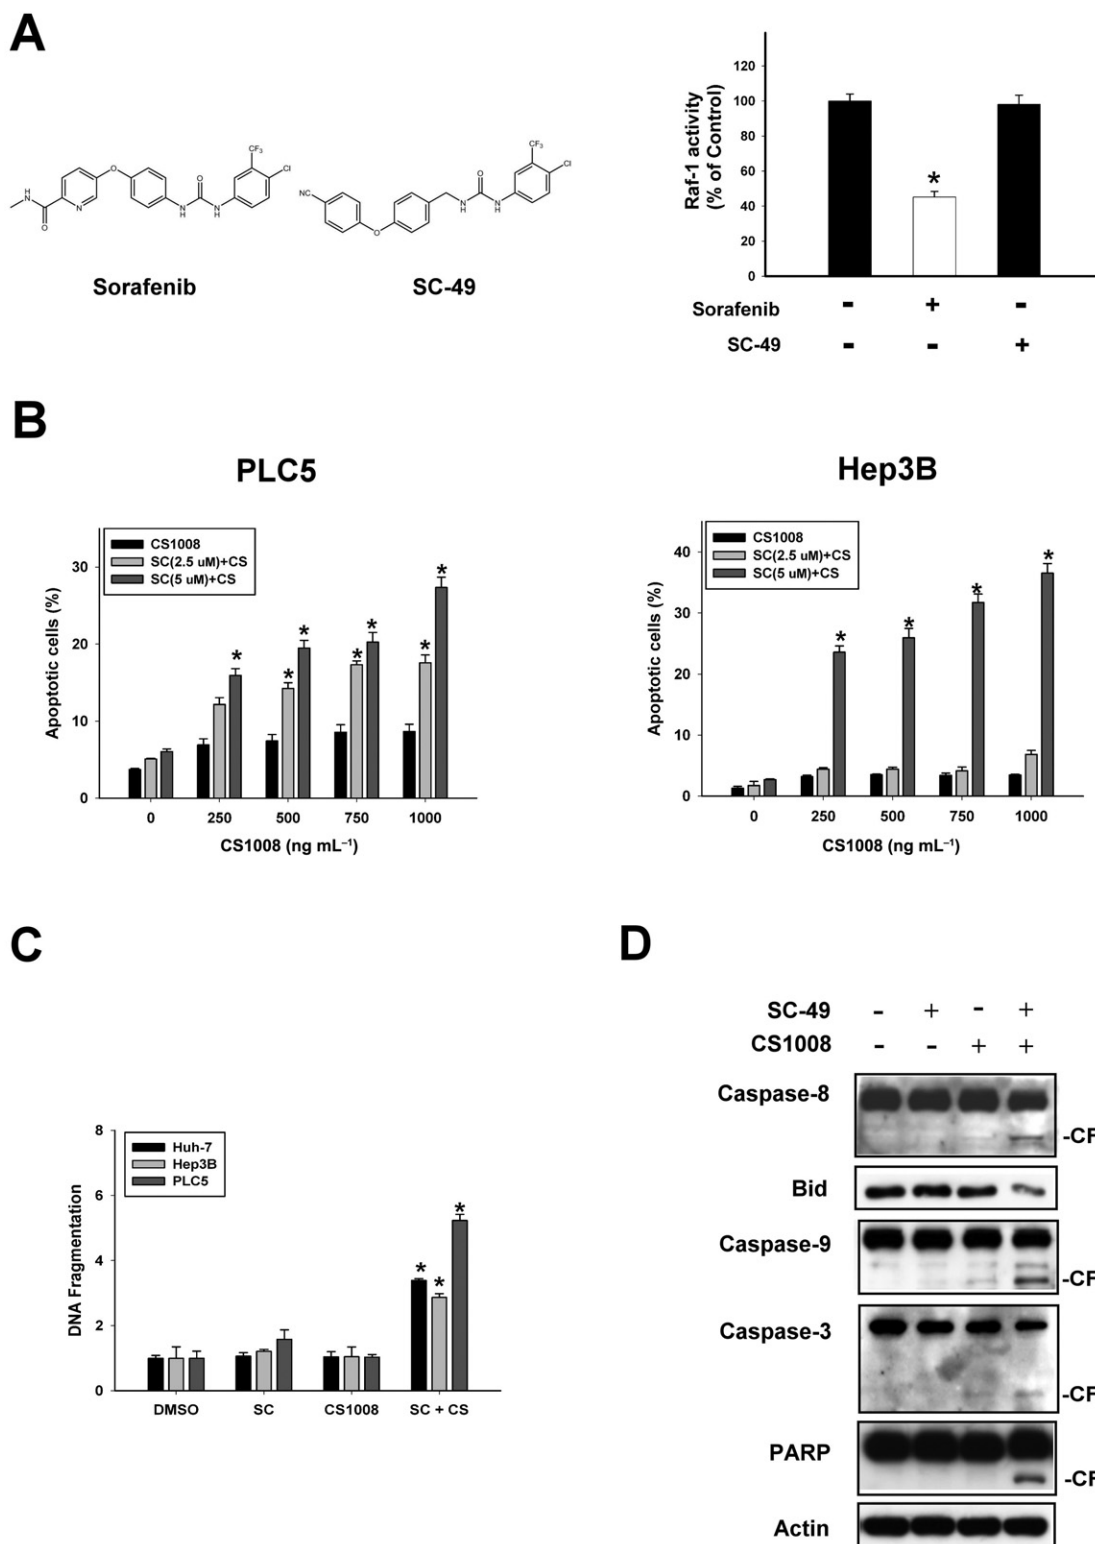 A
H
N
O
N
O
O
N
H
N
H
CF3
Cl
Sorafenib
NC
O
N
H
O
N
H
CF3
Cl
SC-49
Raf-1 activity
(% of Control)
120
100
80
60
40
20
0
*
Sorafenib - + -
SC-49 - - +
B
PLC5
CS1008
SC(2.5 uM)+CS
SC(5 uM)+CS
Apoptotic cells (%)
30
20
10
0
* * * * * * *
0 250 500 750 1000
CS1008 (ng mL⁻¹)
Hep3B
CS1008
SC(2.5 uM)+CS
SC(5 uM)+CS
Apoptotic cells (%)
40
30
20
10
0
* * * *
0 250 500 750 1000
CS1008 (ng mL⁻¹)
C
Huh-7
Hep3B
PLC5
DNA Fragmentation
8
6
4
2
0
* * *
DMSO SC CS1008 SC + CS
D
SC-49 - + - +
CS1008 - - + +
Caspase-8
-CF
Bid
Caspase-9
-CF
Caspase-3
-CF
PARP
-CF
Actin